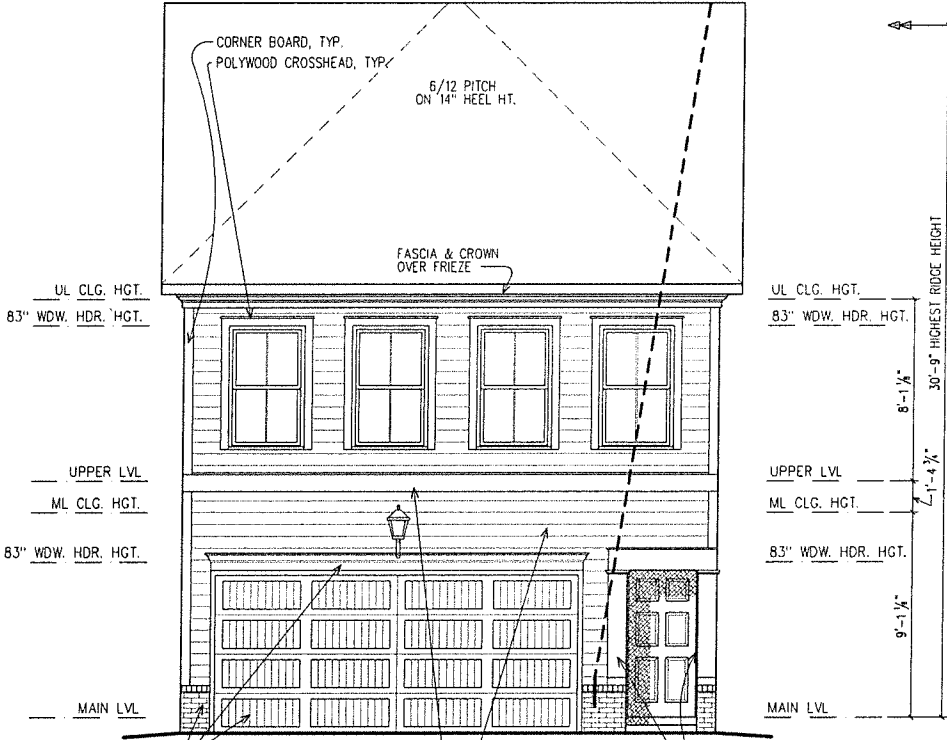 CORNER BOARD, TYP.
POLYWOOD CROSSHEAD, TYP.
6/12 PITCH
ON 14" HEEL HT.
FASCIA & CROWN
OVER FRIEZE
UL CLG. HGT.
83" WDW. HDR. HGT.
UPPER LVL
ML CLG. HGT.
83" WDW. HDR. HGT.
MAIN LVL
UL CLG. HGT.
83" WDW. HDR. HGT.
UPPER LVL
ML CLG. HGT.
83" WDW. HDR. HGT.
MAIN LVL
8'-1 1/8"
1'-4 3/4"
9'-1 1/8"
30'-9" HIGHEST RIDGE HEIGHT